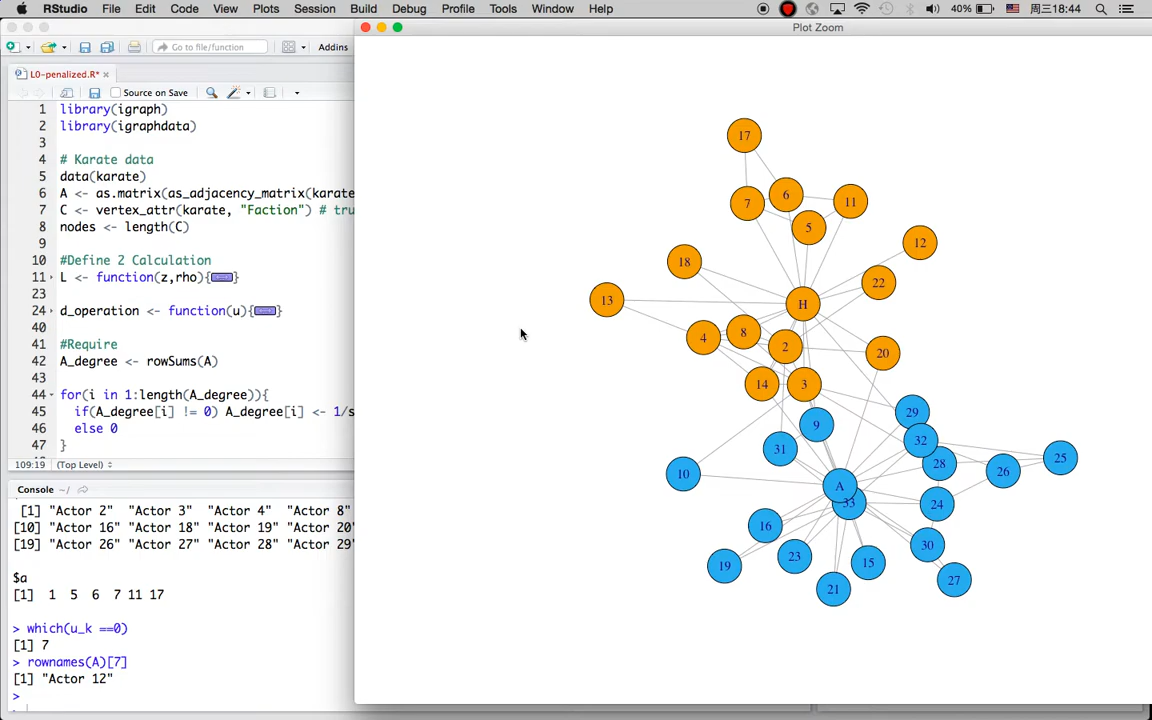 RStudio File Edit Code View Plots Session Build Debug Profile Tools Window Help 40% 周三18:44
Plot Zoom
Go to file/function Addins
L0-penalized.R*
Source on Save
1 library(igraph)
2 library(igraphdata)
3
4 # Karate data
5 data(karate)
6 A <- as.matrix(as_adjacency_matrix(karate
7 C <- vertex_attr(karate, "Faction") # tru
8 nodes <- length(C)
9
10 #Define 2 Calculation
11 L <- function(z,rho){
23
24 d_operation <- function(u){
40
41 #Require
42 A_degree <- rowSums(A)
43
44 for(i in 1:length(A_degree)){
45 if(A_degree[i] != 0) A_degree[i] <- 1/s
46 else 0
47 }
109:19 (Top Level)
Console ~/
[1] "Actor 2" "Actor 3" "Actor 4" "Actor 8"
[10] "Actor 16" "Actor 18" "Actor 19" "Actor 20"
[19] "Actor 26" "Actor 27" "Actor 28" "Actor 29"
$a
[1] 1 5 6 7 11 17
> which(u_k ==0)
[1] 7
> rownames(A)[7]
[1] "Actor 12"
>
17
6
7
11
5
12
18
22
13
H
8
4
2
20
14
3
29
9
32
31
25
28
26
10
A
33
24
16
30
23
15
19
27
21